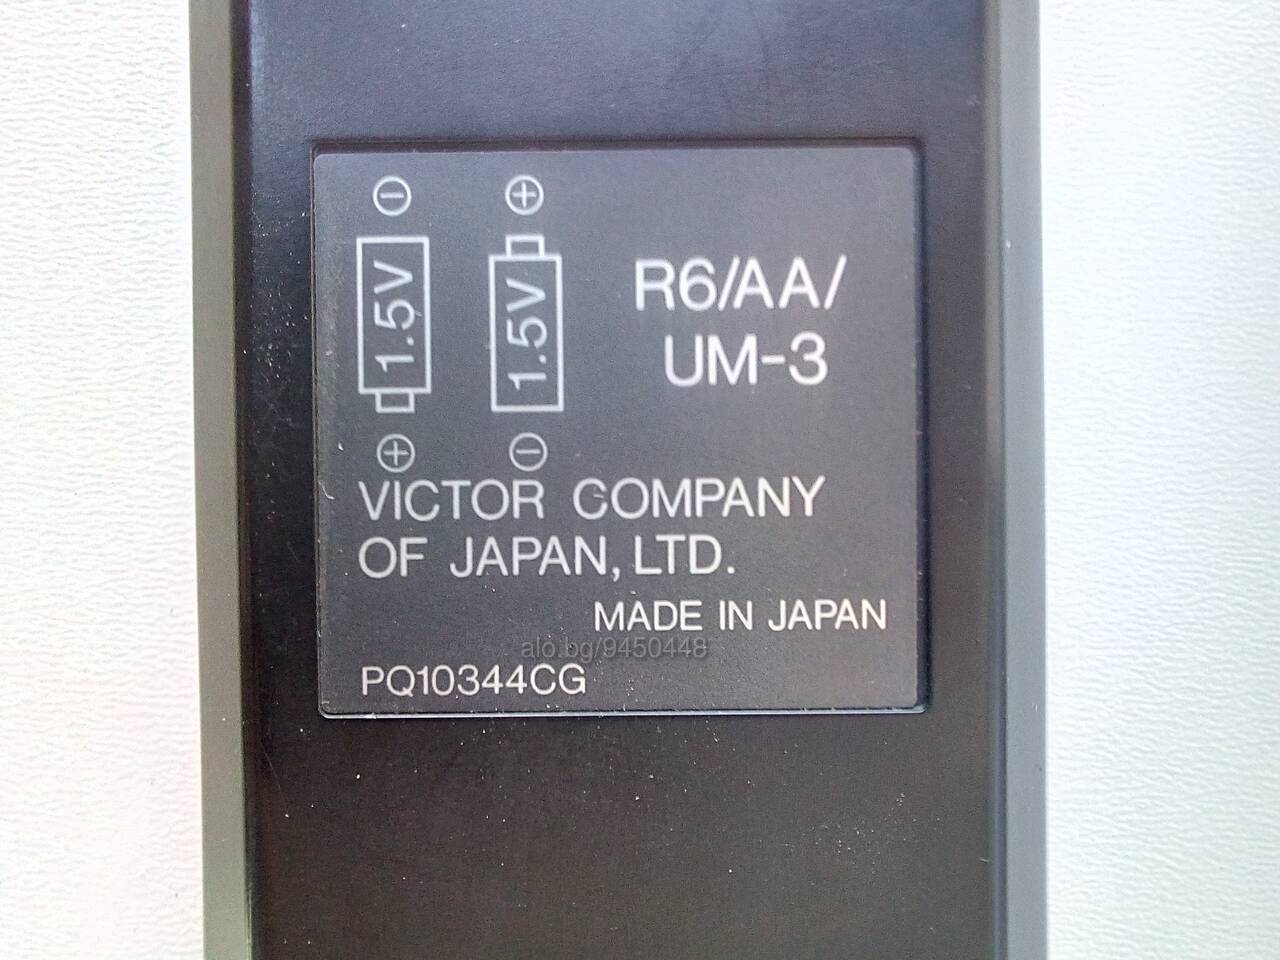 ⊖ ⊕
1.5V 1.5V
R6/AA/
UM-3
⊕ ⊖
VICTOR COMPANY
OF JAPAN, LTD.
MADE IN JAPAN
alo.bg/9450448
PQ10344CG